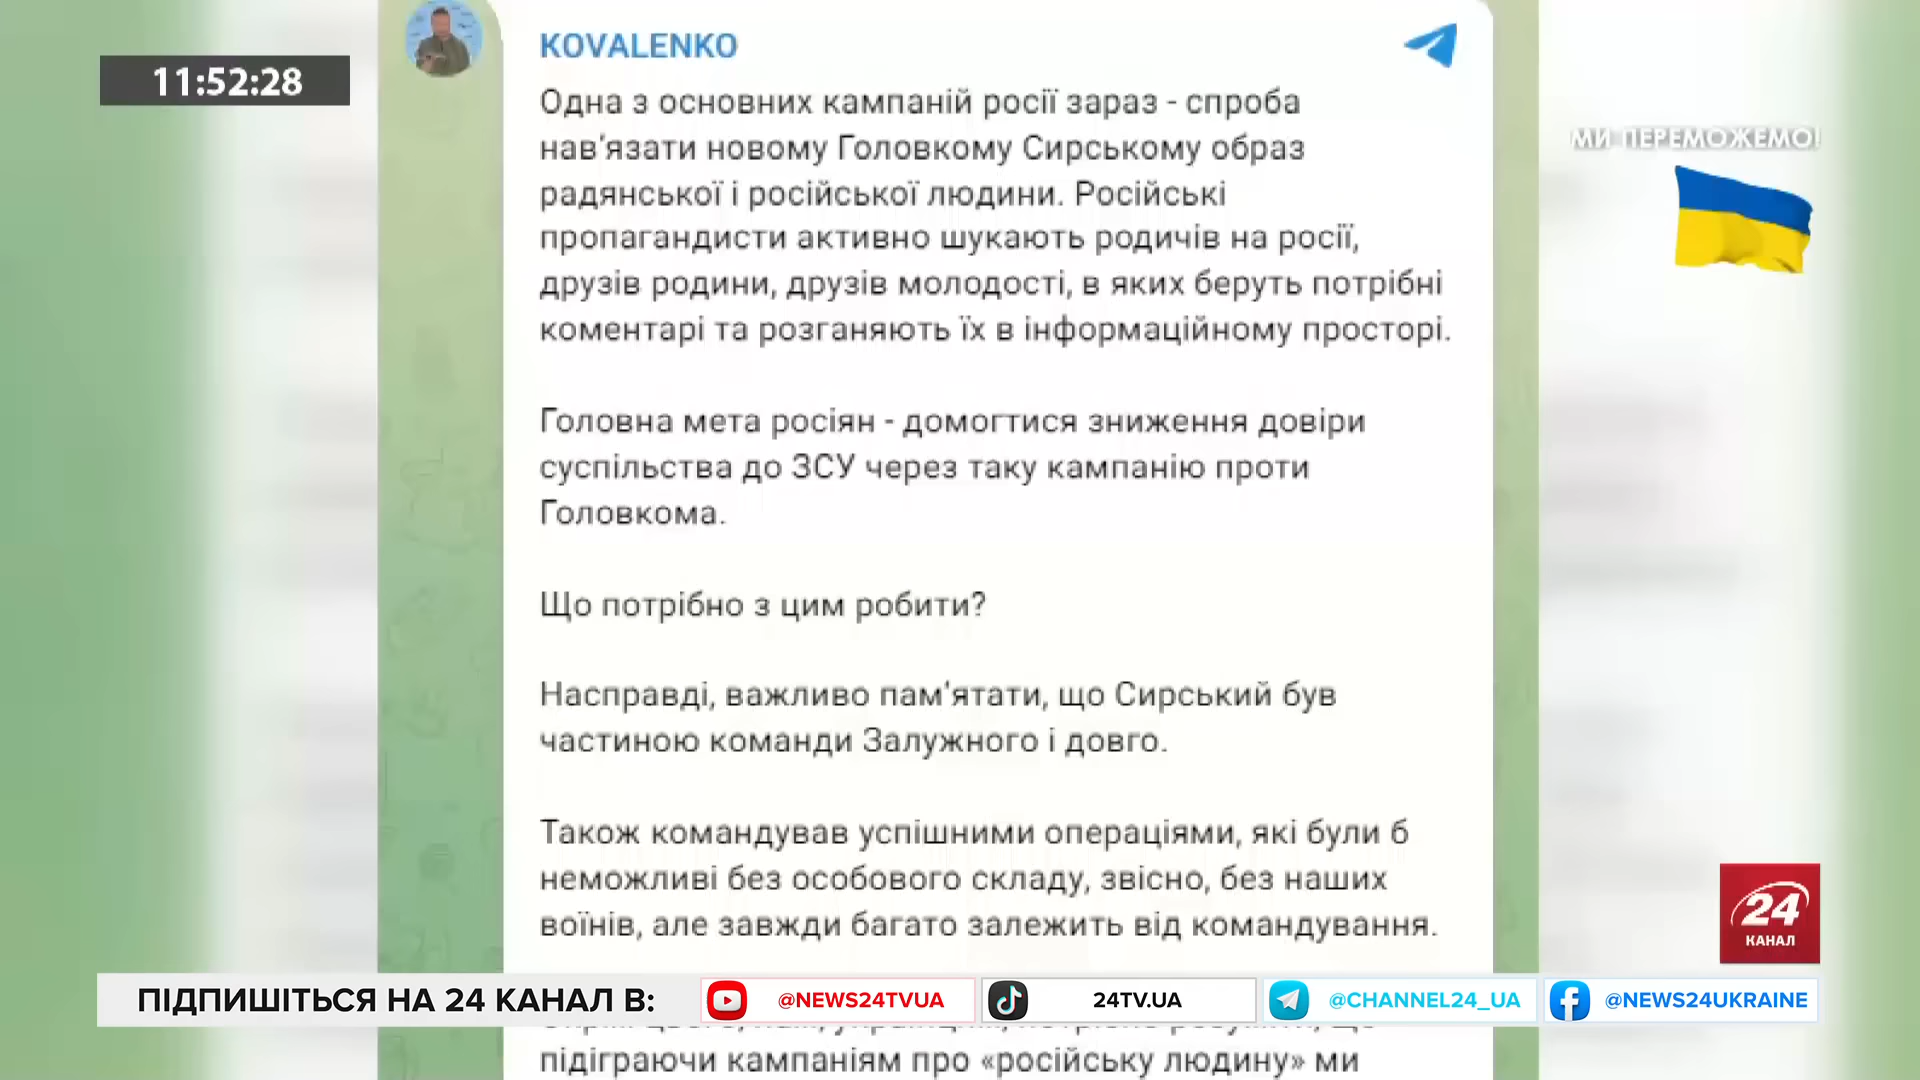 11:52:28
KOVALENKO
Одна з основних кампаній росії зараз - спроба
нав'язати новому Головкому Сирському образ
радянської і російської людини. Російські
пропагандисти активно шукають родичів на росії,
друзів родини, друзів молодості, в яких беруть потрібні
коментарі та розганяють їх в інформаційному просторі.
Головна мета росіян - домогтися зниження довіри
суспільства до ЗСУ через таку кампанію проти
Головкома.
Що потрібно з цим робити?
Насправді, важливо пам'ятати, що Сирський був
частиною команди Залужного і довго.
Також командував успішними операціями, які були б
неможливі без особового складу, звісно, без наших
воїнів, але завжди багато залежить від командування.
підіграючи кампаніям про «російську людину» ми
МИ ПЕРЕМОЖЕМО!
24
КАНАЛ
ПІДПИШІТЬСЯ НА 24 КАНАЛ В: @NEWS24TVUA 24TV.UA @CHANNEL24_UA @NEWS24UKRAINE